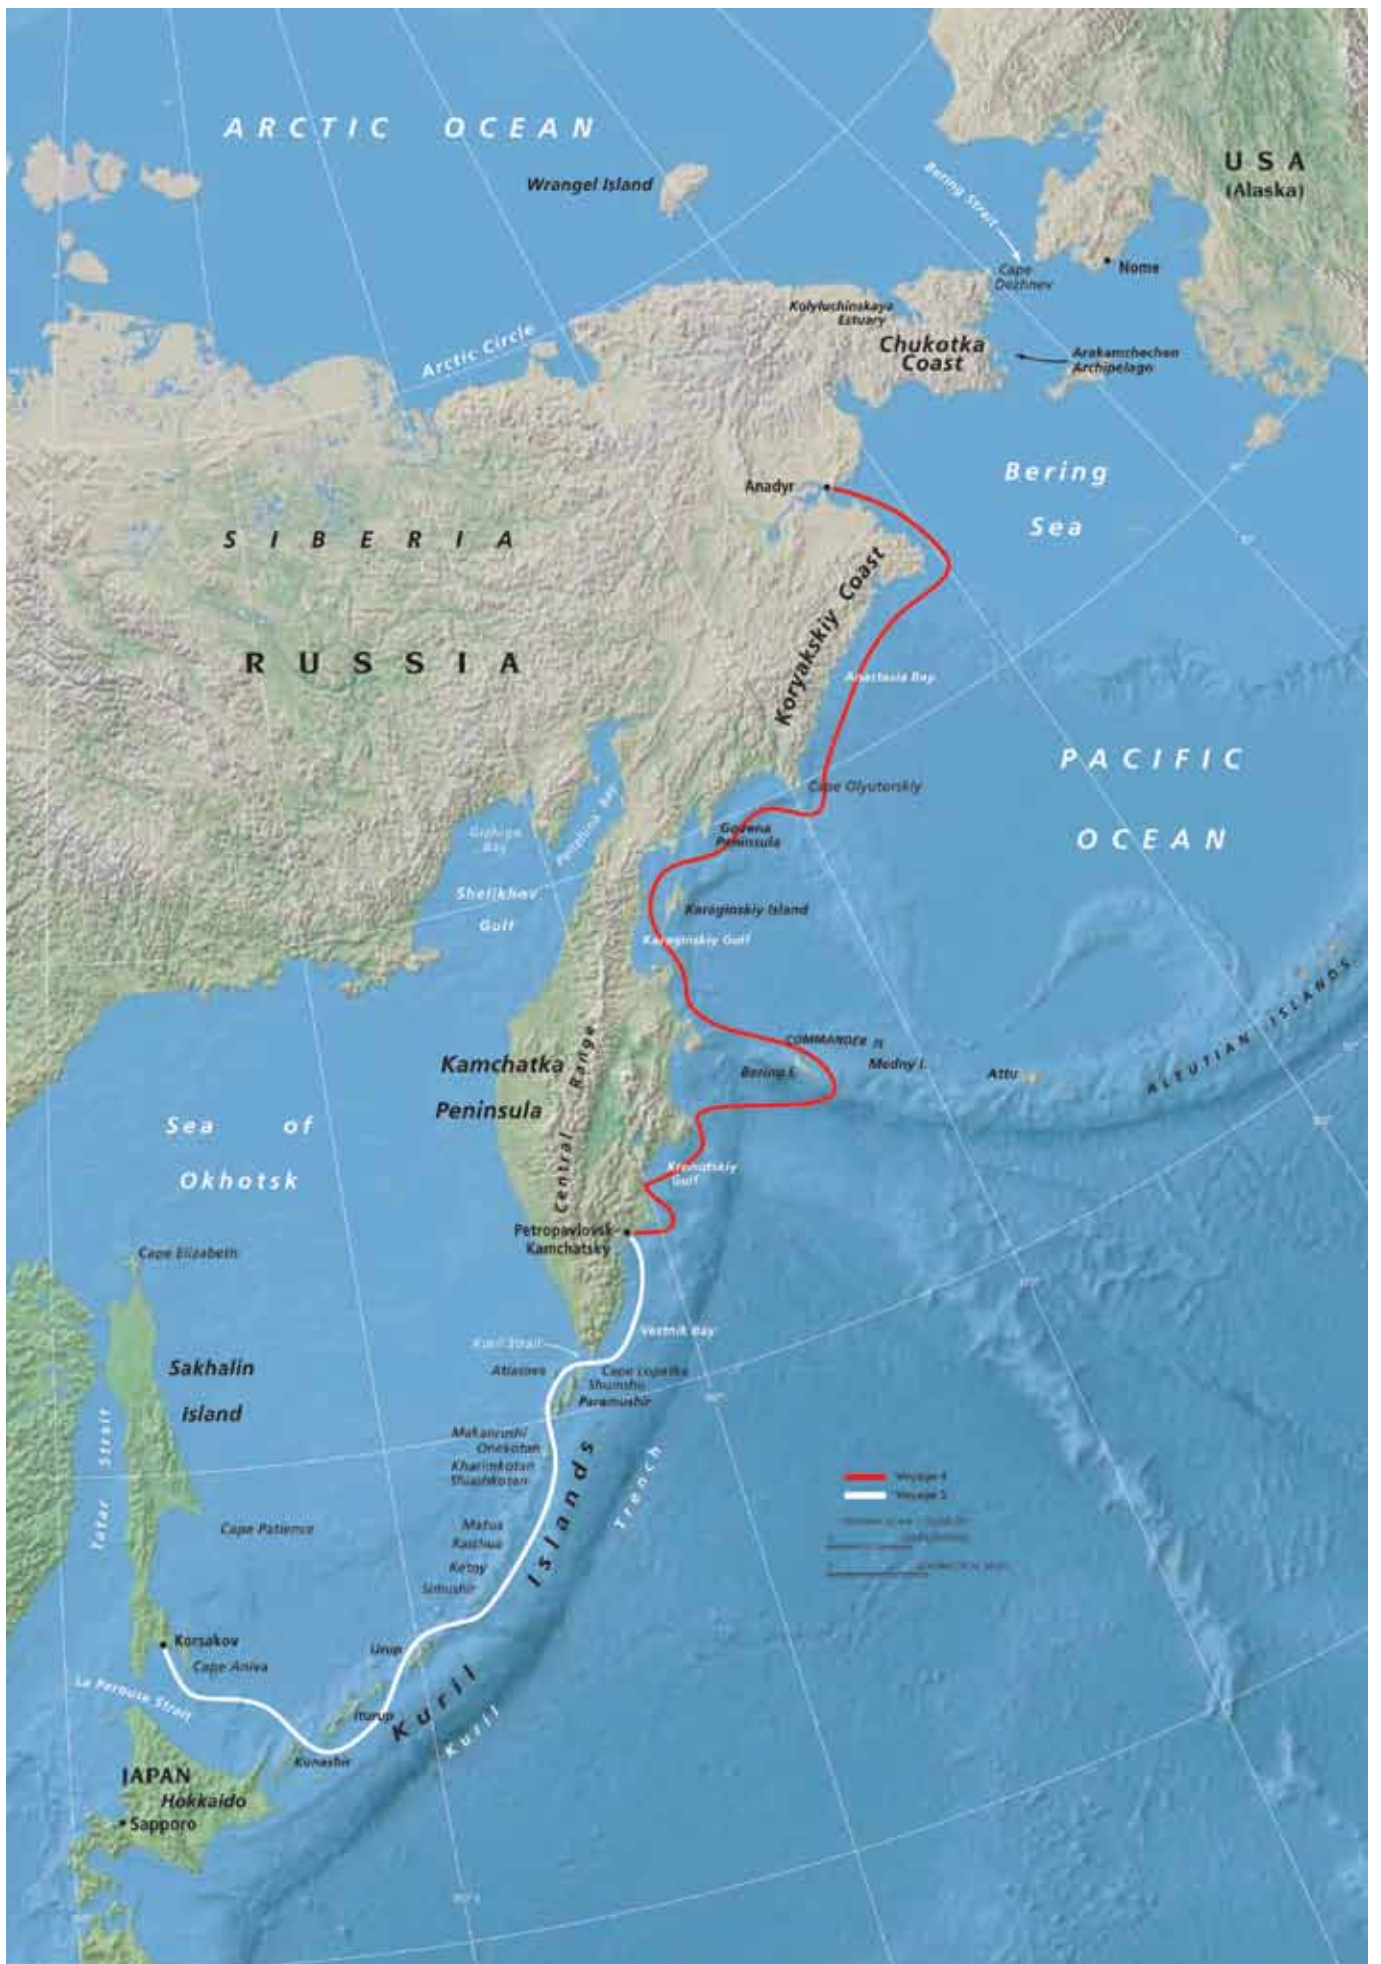 ARCTIC OCEAN
USA
(Alaska)
Wrangel Island
Bering Strait
Cape
Dezhnev
Nome
Kolyluchinskaya
Estuary
Arctic Circle
Chukotka
Coast
Arakamchechen
Archipelago
Bering
Sea
Anadyr
SIBERIA
Koryakskiy Coast
RUSSIA
Anastasia Bay
PACIFIC
OCEAN
Cape Olyutorskiy
Penzhina Bay
Gizhiga
Bay
Govena
Peninsula
Shelikhov
Gulf
Karaginskiy Island
Karaginskiy Gulf
ALEUTIAN ISLANDS
COMMANDER IS
Medny I.
Bering I.
Attu
Kamchatka
Peninsula
Central Range
Sea of
Okhotsk
Kronotskiy
Gulf
Petropavlovsk-
Kamchatsky
Cape Elizabeth
Vestnik Bay
Kuril Strait
Atlasova
Cape Lopatka
Shumshu
Paramushir
Sakhalin
Island
Tatar Strait
Makanrushi
Onekotan
Kharimkotan
Shiashkotan
Voyage 4
Voyage 5
Cape Patience
Matua
Rasshua
Ketoy
Simushir
Kuril Islands
Kuril Trench
Korsakov
Cape Aniva
Urup
La Perouse Strait
Iturup
Kunashir
JAPAN
Hokkaido
Sapporo